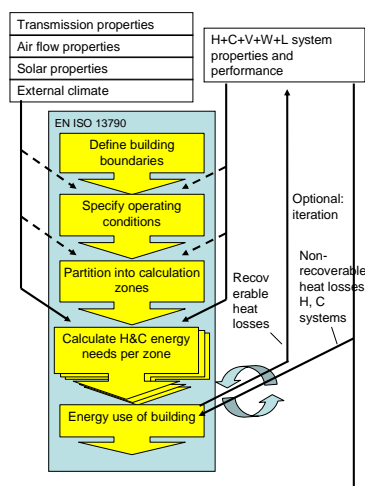 Transmission properties
Air flow properties
Solar properties
External climate
H+C+V+W+L system
properties and
performance
EN ISO 13790
Define building
boundaries
Specify operating
conditions
Partition into calculation
zones
Calculate H&C energy
needs per zone
Energy use of building
Optional:
iteration
Recov
erable
heat
losses
Non-
recoverable
heat losses
H, C
systems